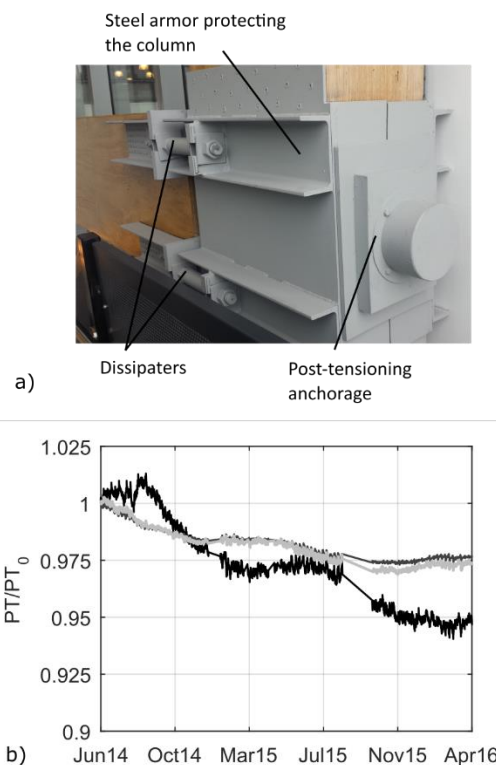 Steel armor protecting
the column
Dissipaters
Post-tensioning
anchorage
a)
1.025
1
0.975
0.95
0.925
0.9
PT/PT0
Jun14 Oct14 Mar15 Jul15 Nov15 Apr16
b)